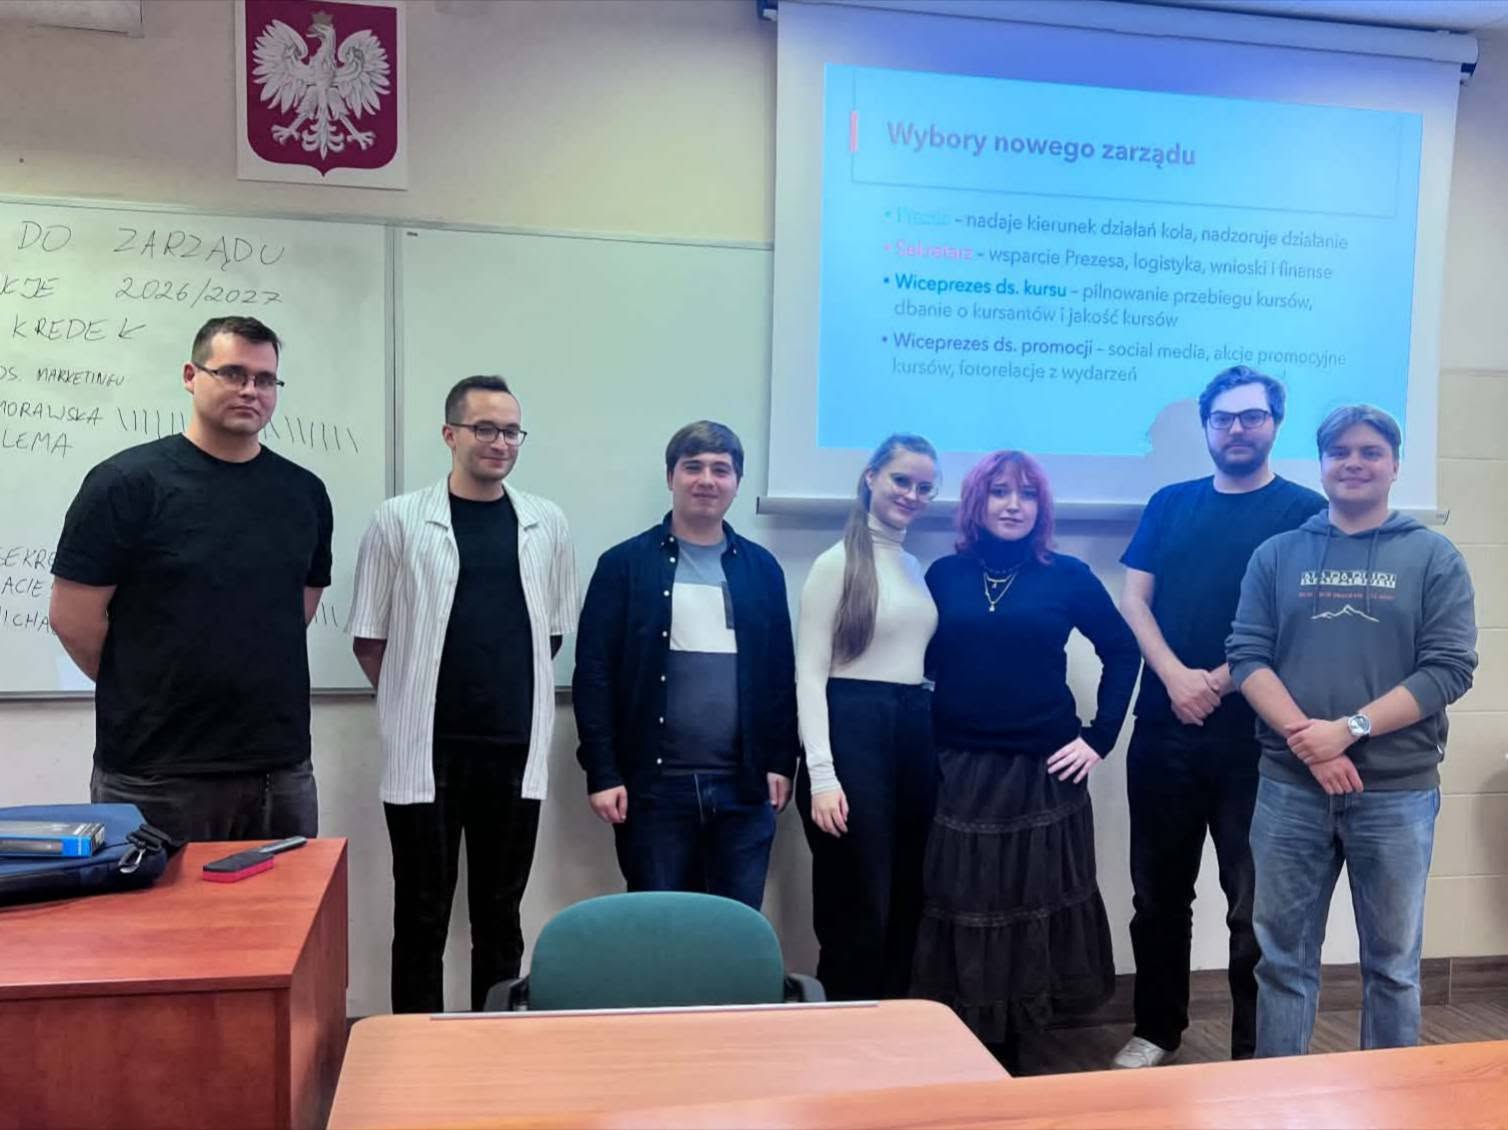 DO ZARZĄDU
2026/2027
KREDEK
DS. MARKETINGU
MORAWSKA
LEMA
Wybory nowego zarządu
• Prezes – nadaje kierunek działań koła, nadzoruje działanie
• Sekretarz – wsparcie Prezesa, logistyka, wnioski i finanse
• Wiceprezes ds. kursu – pilnowanie przebiegu kursów,
dbanie o kursantów i jakość kursów
• Wiceprezes ds. promocji – social media, akcje promocyjne
kursów, fotorelacje z wydarzeń